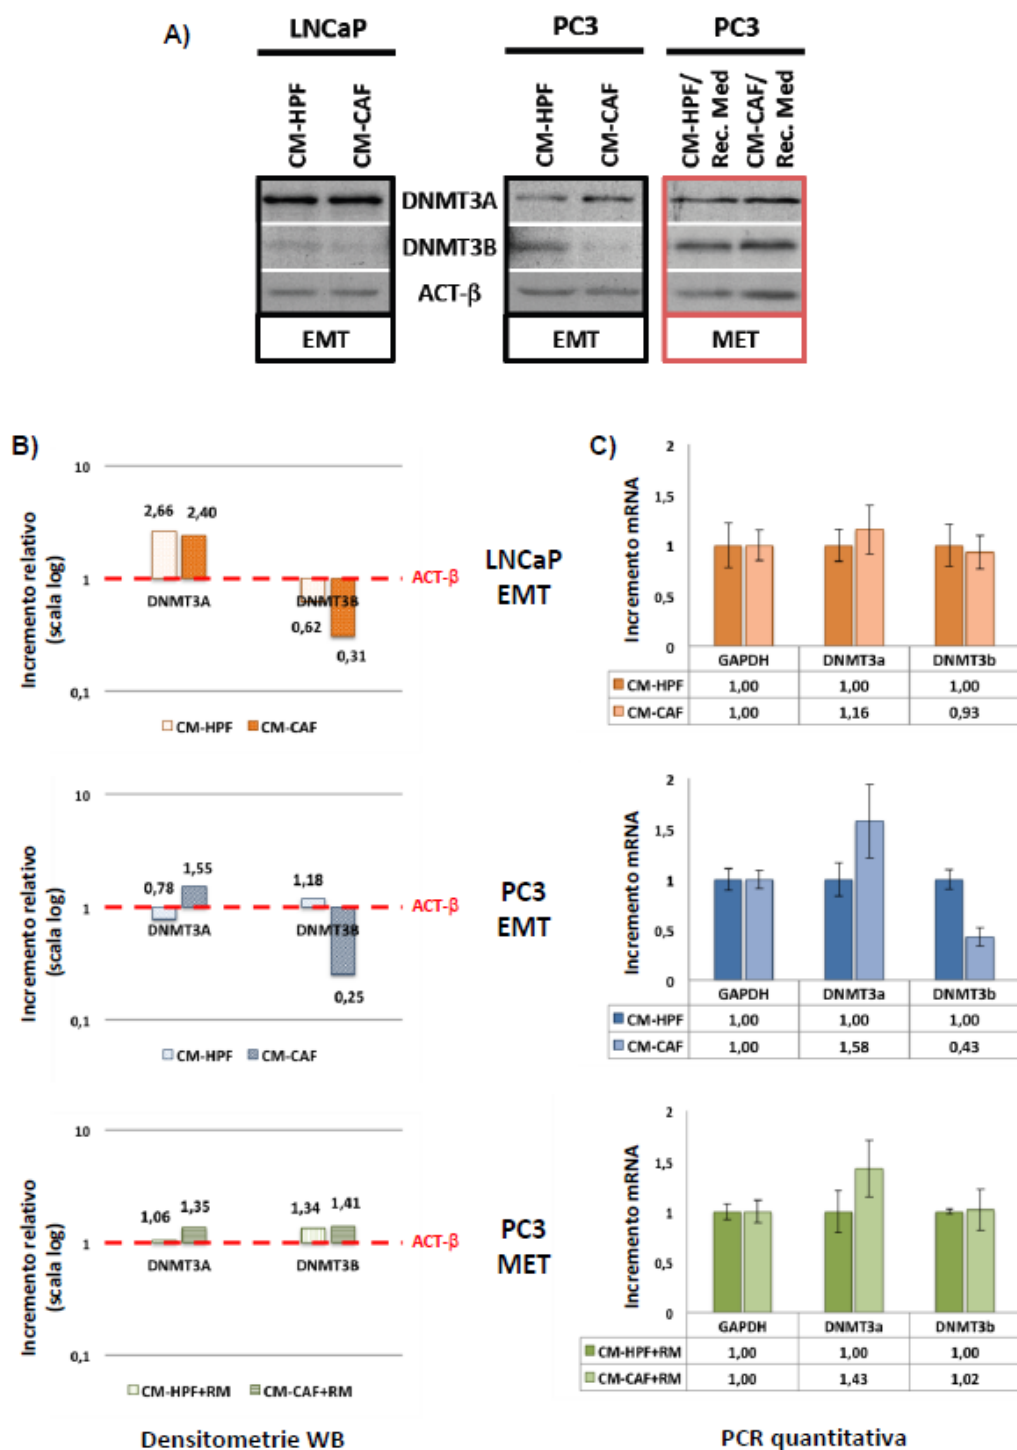 A)
LNCaP
PC3
PC3
CM-HPF
CM-CAF
CM-HPF
CM-CAF
CM-HPF/
Rec. Med
CM-CAF/
Rec. Med
DNMT3A
DNMT3B
ACT-β
EMT
EMT
MET
B)
Incremento relativo
(scala log)
10
1
0,1
2,66
2,40
0,62
0,31
DNMT3A
DNMT3B
ACT-β
CM-HPF
CM-CAF
LNCaP
EMT
C)
Incremento mRNA
2
1,5
1
0,5
0
GAPDH DNMT3a DNMT3b
CM-HPF 1,00 1,00 1,00
CM-CAF 1,00 1,16 0,93
Incremento relativo
(scala log)
10
1
0,1
0,78
1,55
1,18
0,25
DNMT3A
DNMT3B
ACT-β
CM-HPF
CM-CAF
PC3
EMT
Incremento mRNA
2
1,5
1
0,5
0
GAPDH DNMT3a DNMT3b
CM-HPF 1,00 1,00 1,00
CM-CAF 1,00 1,58 0,43
Incremento relativo
(scala log)
10
1
0,1
1,06
1,35
1,34
1,41
DNMT3A
DNMT3B
ACT-β
CM-HPF+RM
CM-CAF+RM
PC3
MET
Incremento mRNA
2
1,5
1
0,5
0
GAPDH DNMT3a DNMT3b
CM-HPF+RM 1,00 1,00 1,00
CM-CAF+RM 1,00 1,43 1,02
Densitometrie WB
PCR quantitativa